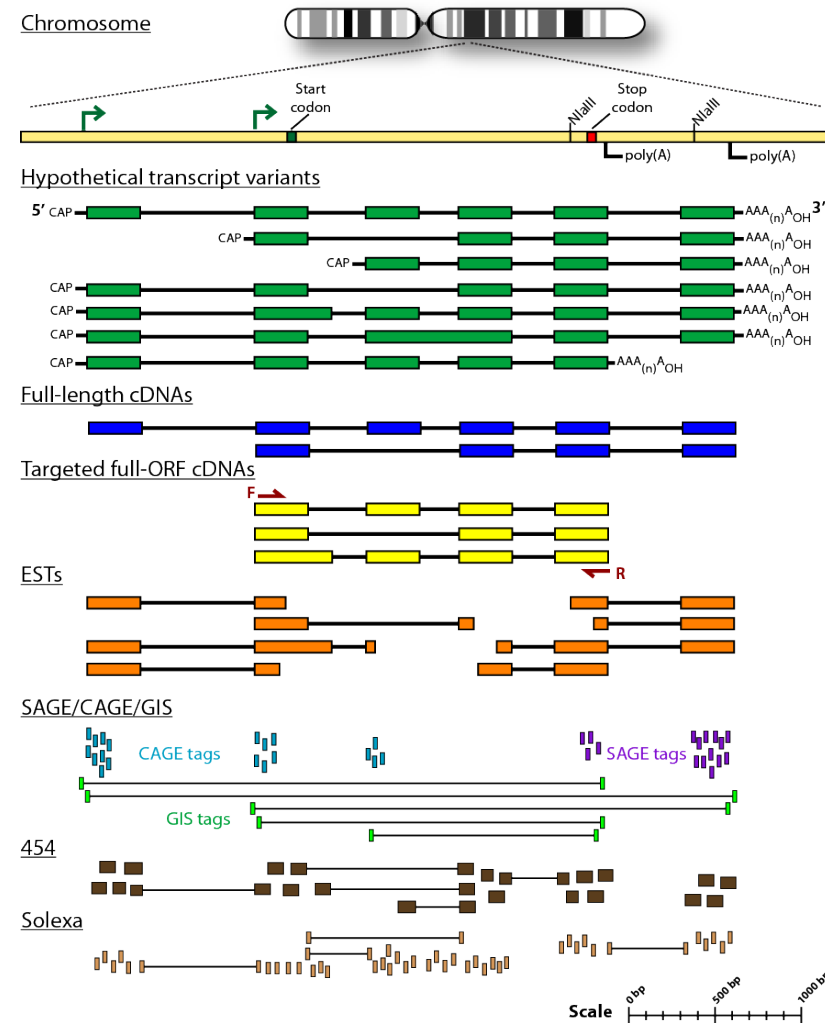 Chromosome
Start
codon
NlaIII
Stop
codon
NlaIII
poly(A)
poly(A)
Hypothetical transcript variants
5' CAP AAA(n)AOH 3'
CAP AAA(n)AOH
CAP AAA(n)AOH
CAP AAA(n)AOH
CAP AAA(n)AOH
CAP AAA(n)AOH
CAP AAA(n)AOH
Full-length cDNAs
Targeted full-ORF cDNAs
F
R
ESTs
SAGE/CAGE/GIS
CAGE tags
SAGE tags
GIS tags
454
Solexa
Scale
0 bp
500 bp
1000 bp